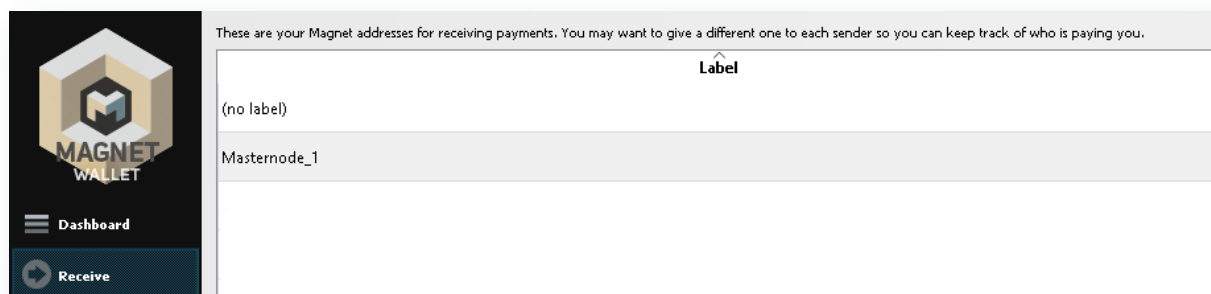 These are your Magnet addresses for receiving payments. You may want to give a different one to each sender so you can keep track of who is paying you.
Label
(no label)
Masternode_1
MAGNET
WALLET
Dashboard
Receive